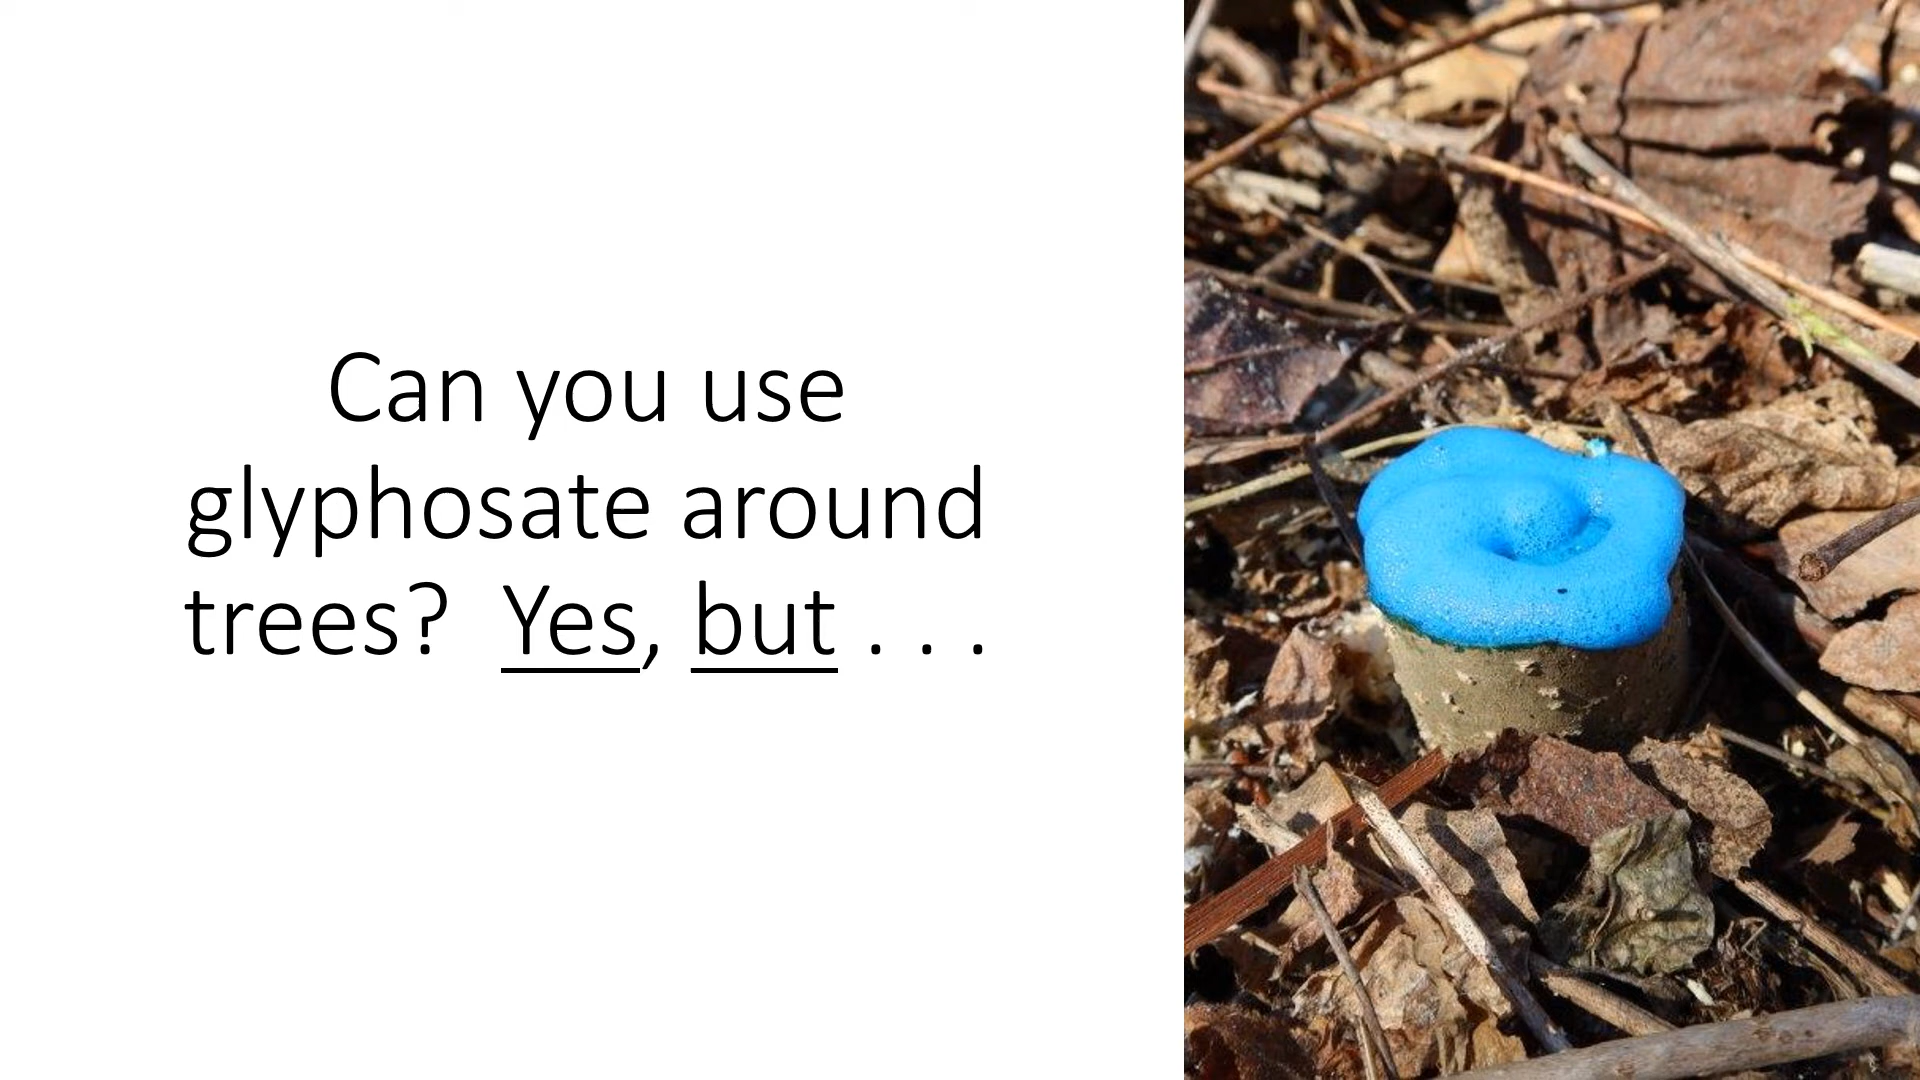 Can you use
glyphosate around
trees?  Yes, but . . .